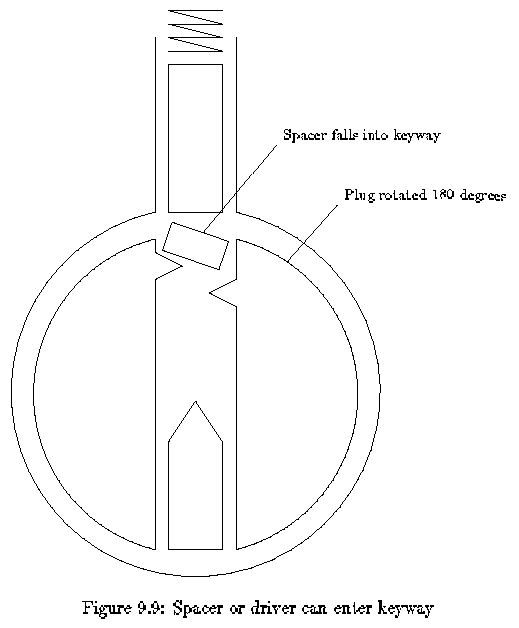 Spacer falls into keyway
Plug rotated 180 degrees
Figure 9.9: Spacer or driver can enter keyway